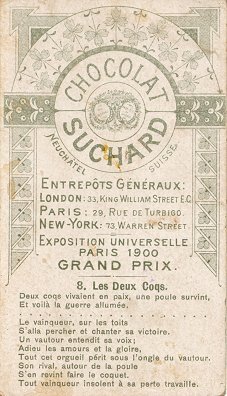 CHOCOLAT
SUCHARD
NEUCHÂTEL SUISSE.
ENTREPÔTS GÉNÉRAUX:
LONDON: 33, KING WILLIAM STREET E.C.
PARIS: 29, RUE DE TURBIGO.
NEW-YORK: 73 WARREN STREET.
EXPOSITION UNIVERSELLE
PARIS 1900
GRAND PRIX.
8. Les Deux Coqs.
Deux coqs vivaient en paix, une poule survint,
Et voilà la guerre allumée.
Le vainqueur, sur les toits
S'alla percher et chanter sa victoire.
Un vautour entendit sa voix;
Adieu les amours et la gloire,
Tout cet orgueil périt sous l'ongle du vautour.
Son rival, autour de la poule
S'en revint faire le coquet.
Tout vainqueur insolent à sa perte travaille.